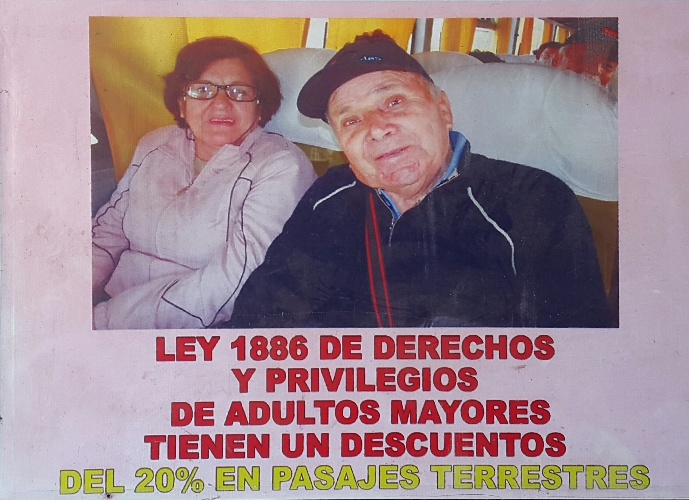 LEY 1886 DE DERECHOS
Y PRIVILEGIOS
DE ADULTOS MAYORES
TIENEN UN DESCUENTOS
DEL 20% EN PASAJES TERRESTRES